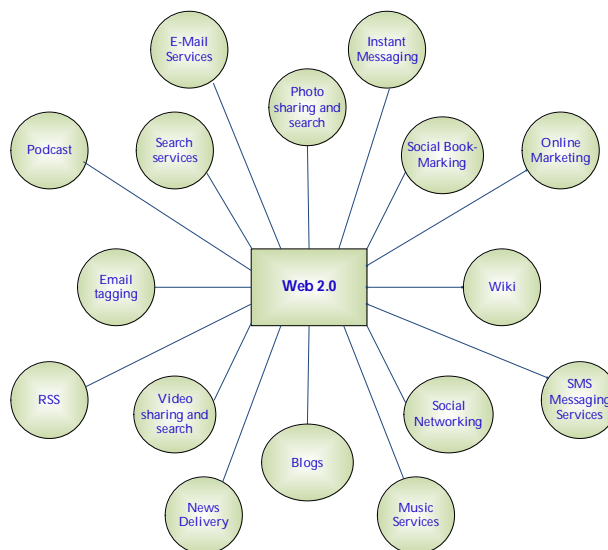 E-Mail
Services
Instant
Messaging
Photo
sharing and
search
Podcast
Search
services
Social Book-
Marking
Online
Marketing
Email
tagging
Web 2.0
Wiki
RSS
Video
sharing and
search
Social
Networking
SMS
Messaging
Services
Blogs
News
Delivery
Music
Services